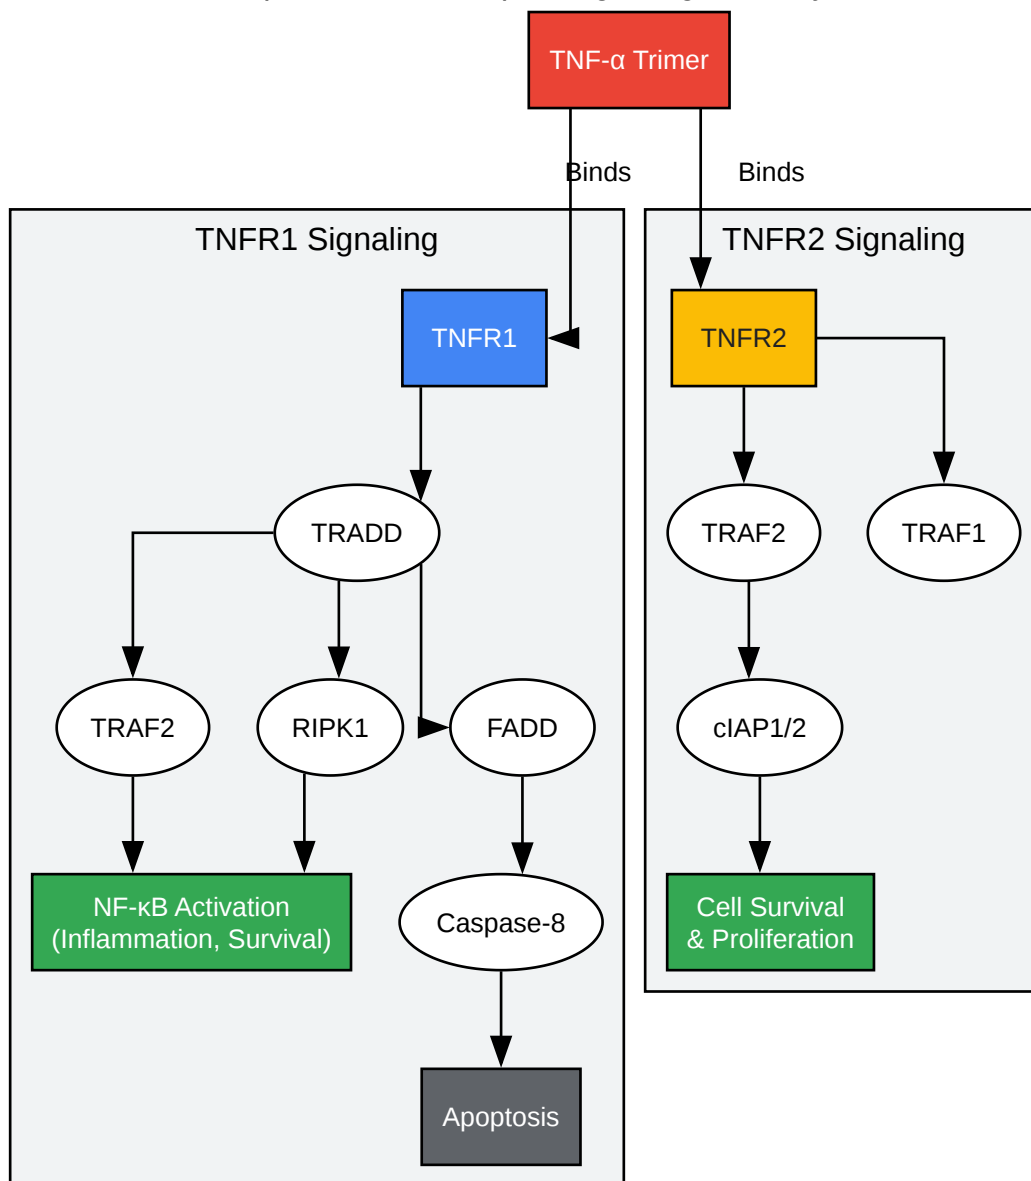 TNF-α Trimer
Binds
Binds
TNFR1 Signaling
TNFR2 Signaling
TNFR1
TNFR2
TRADD
TRAF2
TRAF1
TRAF2
RIPK1
FADD
cIAP1/2
NF-κB Activation
(Inflammation, Survival)
Caspase-8
Cell Survival
& Proliferation
Apoptosis